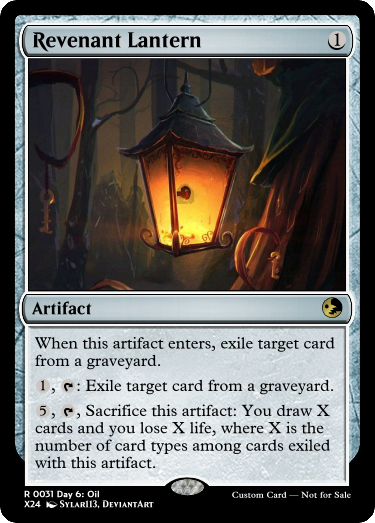 Revenant Lantern 1
Artifact
When this artifact enters, exile target card
from a graveyard.
1, : Exile target card from a graveyard.
5, , Sacrifice this artifact: You draw X
cards and you lose X life, where X is the
number of card types among cards exiled
with this artifact.
R 0031 Day 6: Oil
X24 Sylar113, DeviantArt
Custom Card — Not for Sale